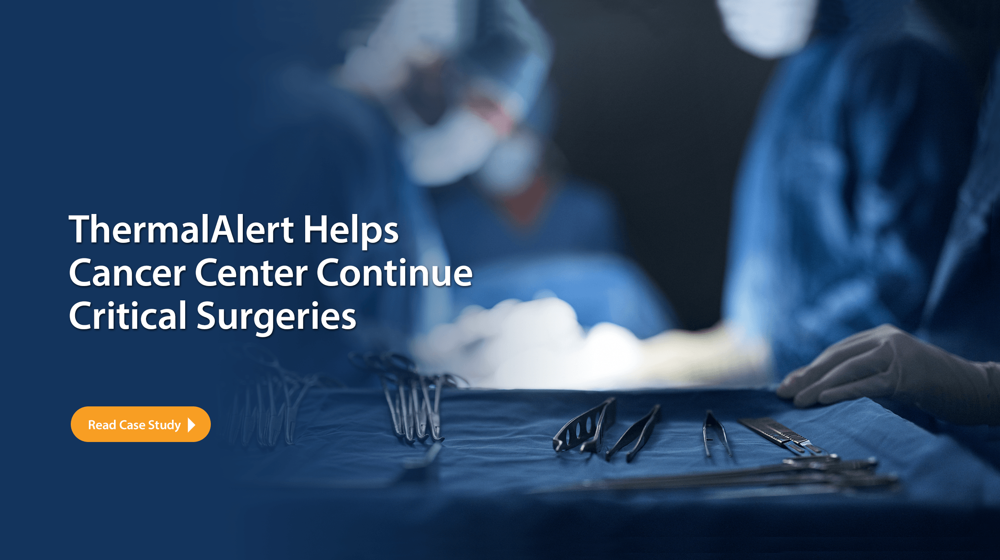 ThermalAlert Helps
Cancer Center Continue
Critical Surgeries
Read Case Study